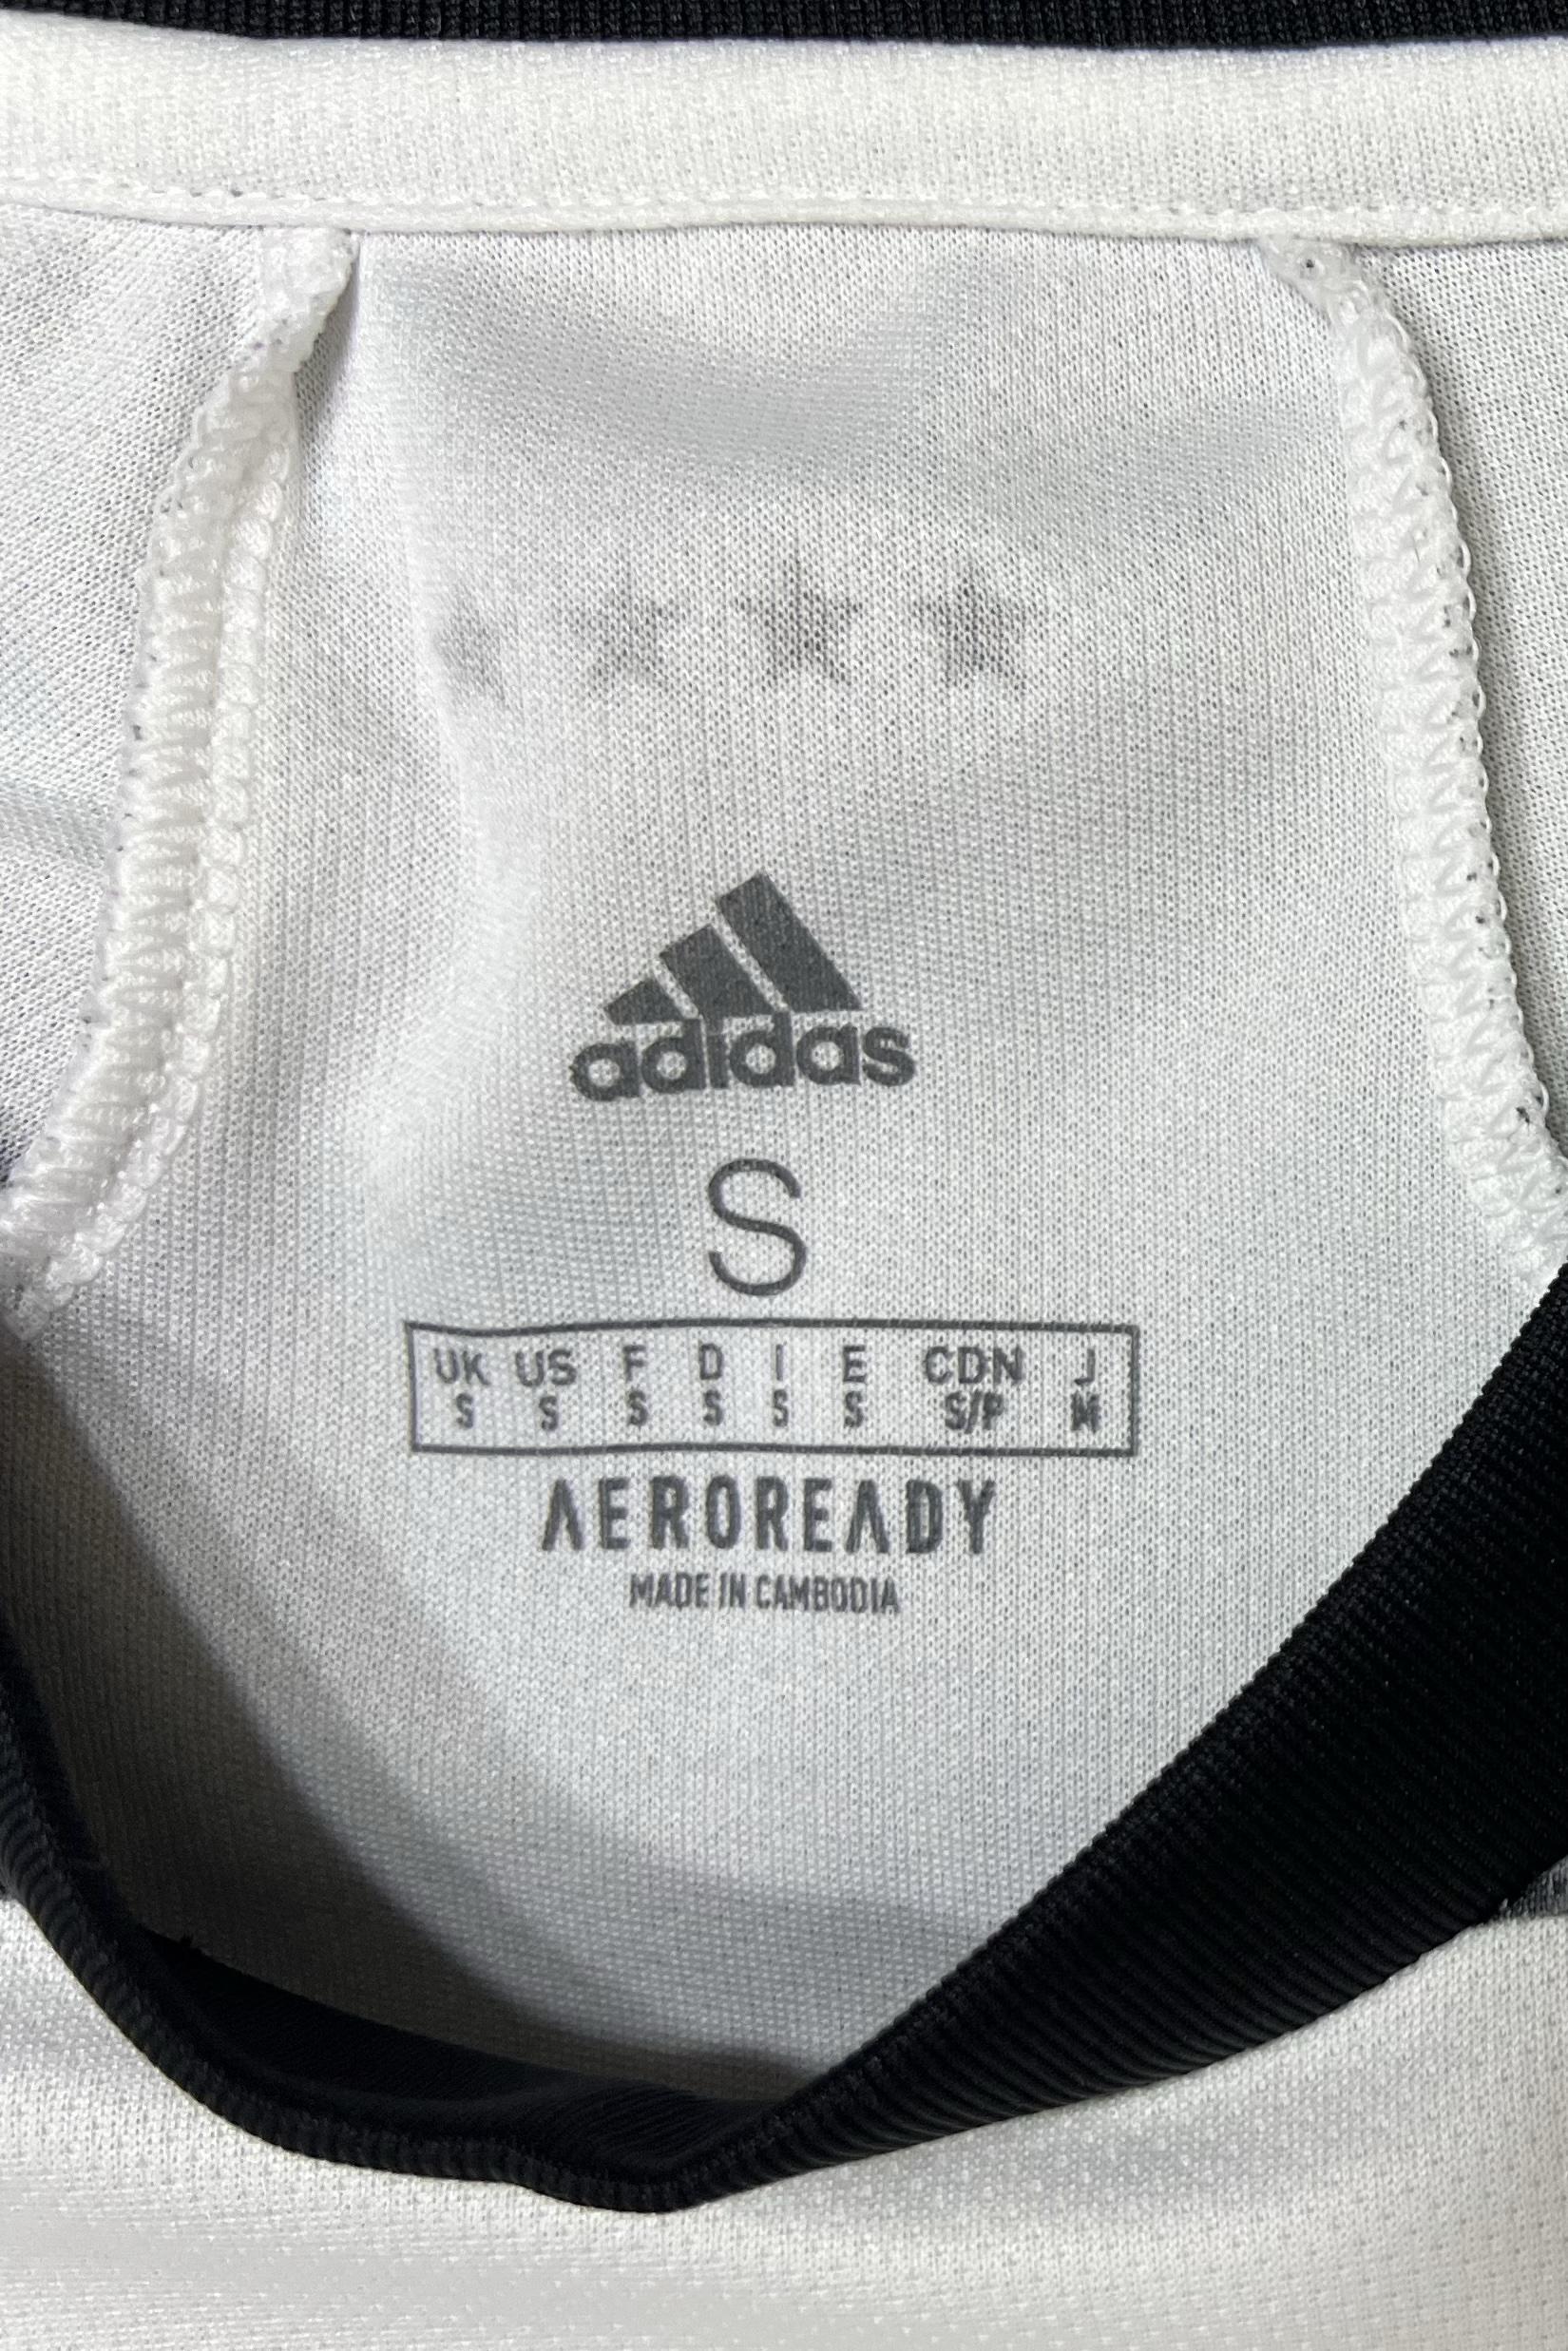 adidas
S
UK US F D I E CDN J
S S S S S S S/P M
AEROREADY
MADE IN CAMBODIA